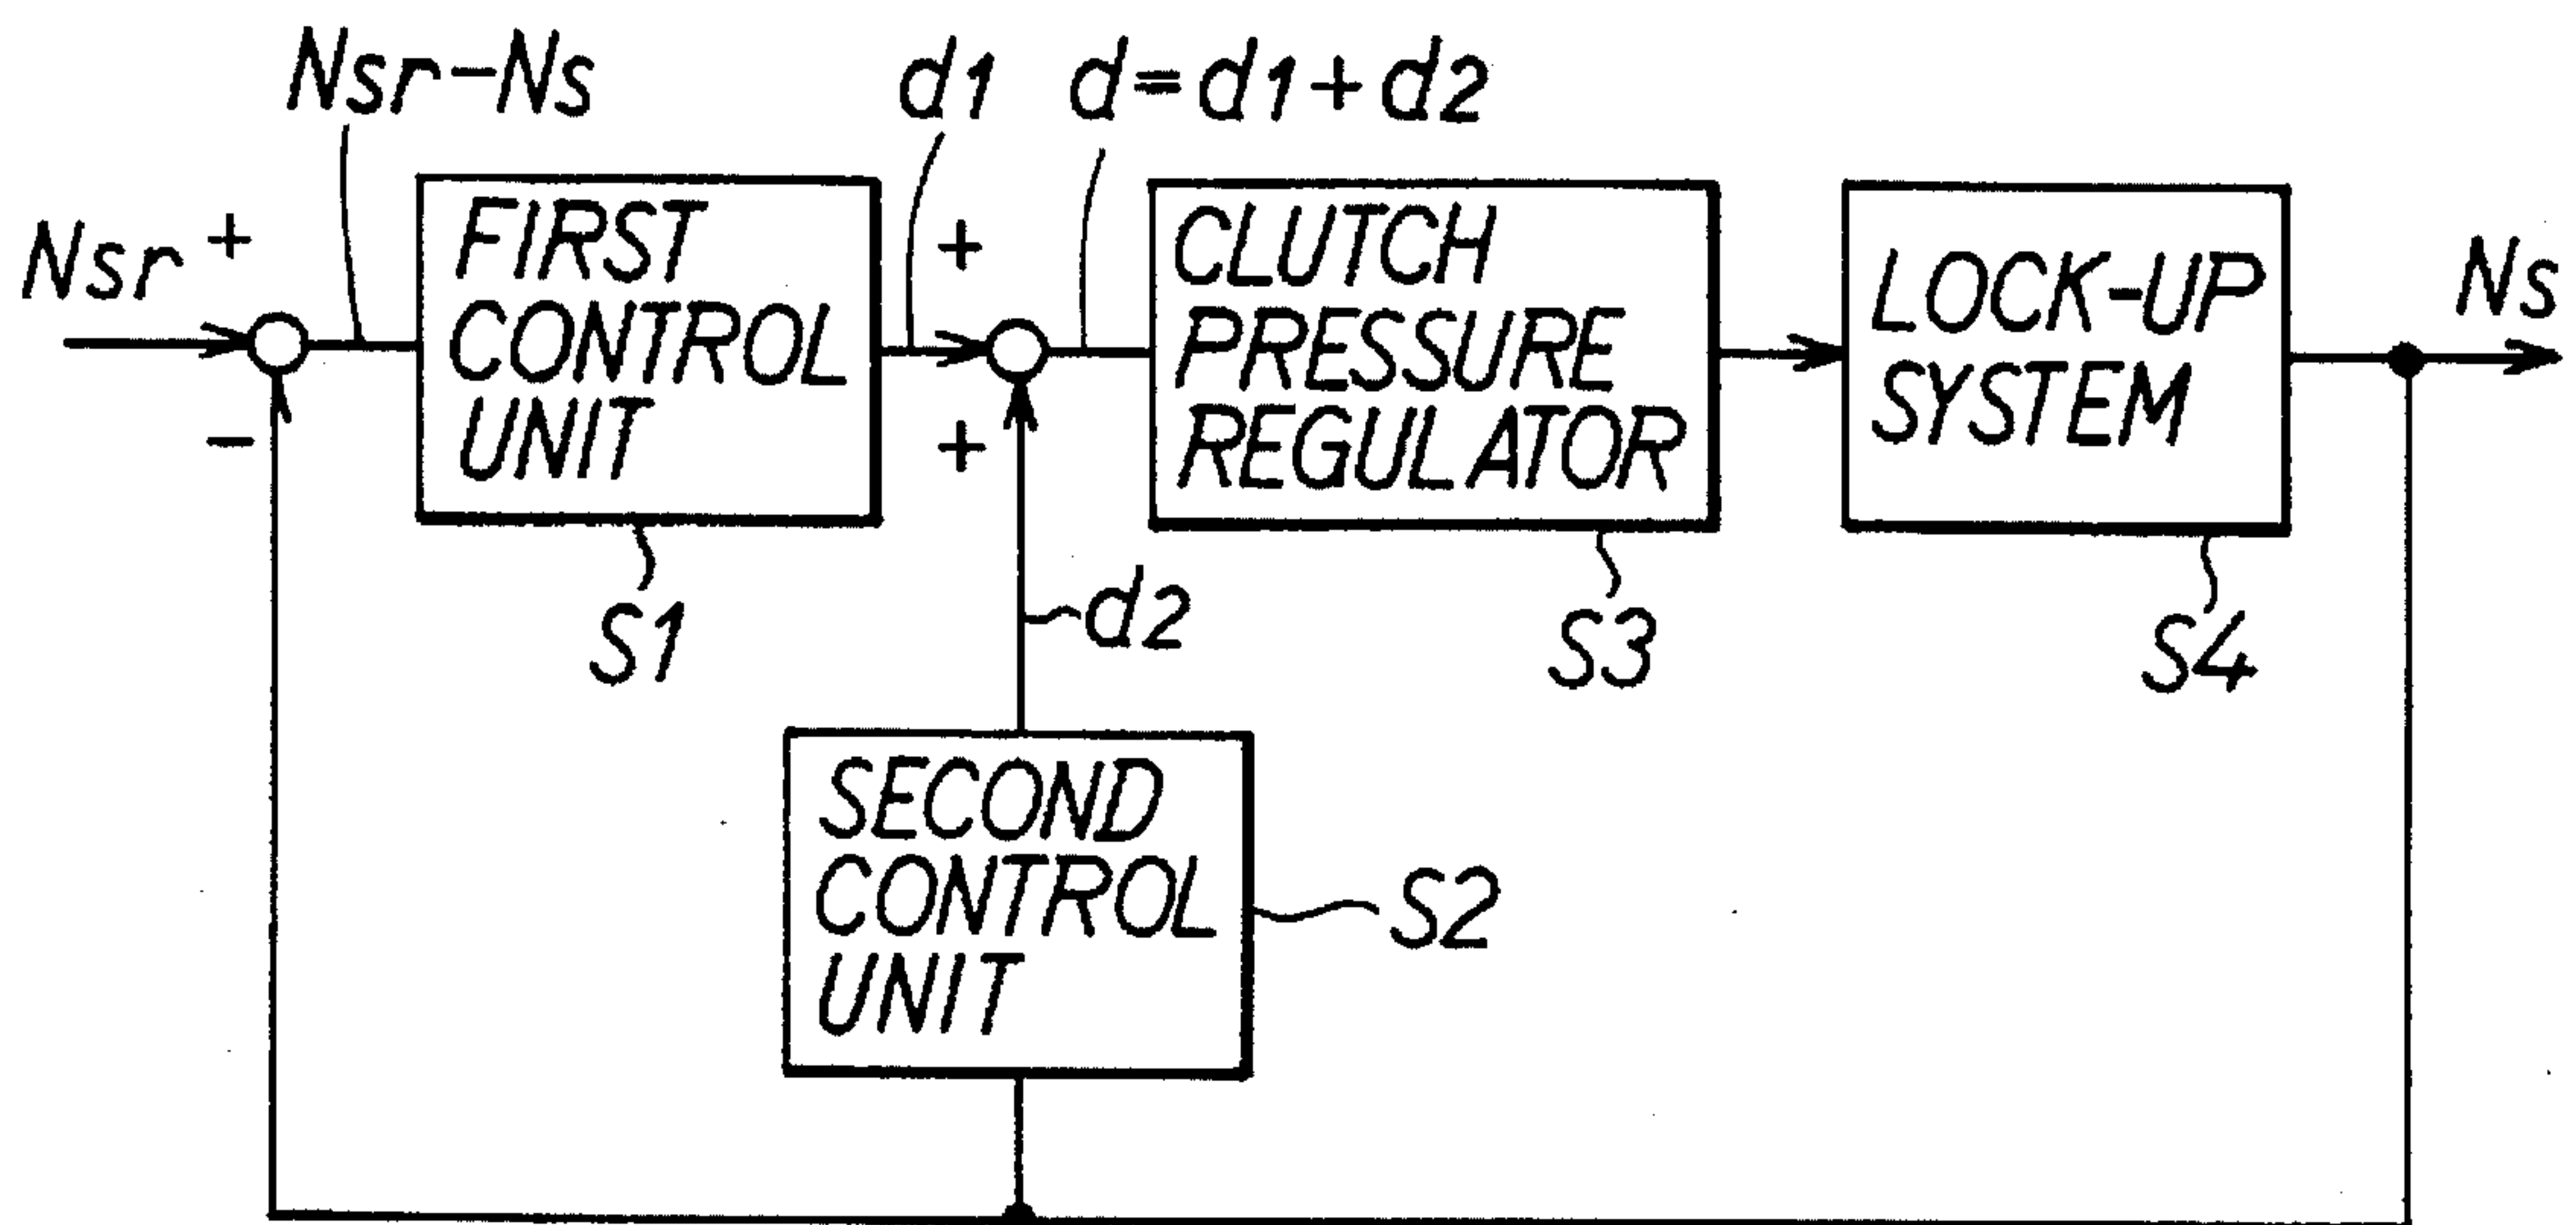 Nsr-Ns
d1
d=d1+d2
Nsr
+
-
FIRST
CONTROL
UNIT
S1
+
+
CLUTCH
PRESSURE
REGULATOR
S3
LOCK-UP
SYSTEM
S4
Ns
d2
SECOND
CONTROL
UNIT
S2